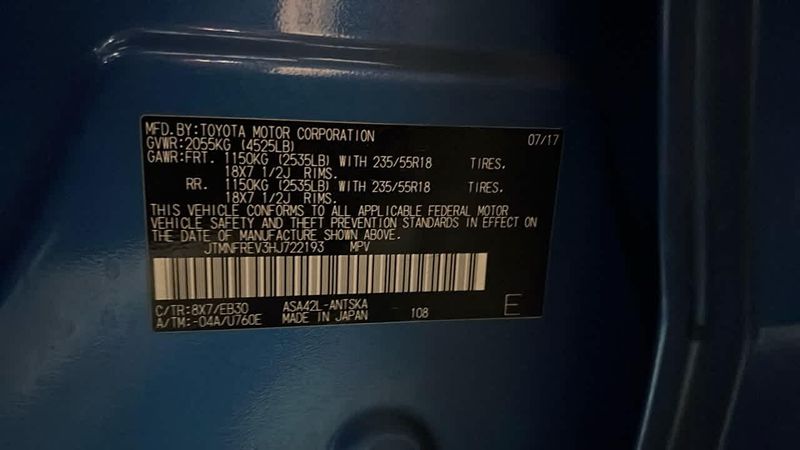 MFD.BY:TOYOTA MOTOR CORPORATION 07/17
GVWR:2055KG (4525LB)
GAWR:FRT. 1150KG (2535LB) WITH 235/55R18 TIRES.
18X7 1/2J RIMS.
RR. 1150KG (2535LB) WITH 235/55R18 TIRES.
18X7 1/2J RIMS.
THIS VEHICLE CONFORMS TO ALL APPLICABLE FEDERAL MOTOR
VEHICLE SAFETY AND THEFT PREVENTION STANDARDS IN EFFECT ON
THE DATE OF MANUFACTURE SHOWN ABOVE.
JTMNFREV3HJ722193 MPV
C/TR:8X7/EB30 ASA42L-ANTSKA
A/TM:-04A/U760E MADE IN JAPAN 108 E